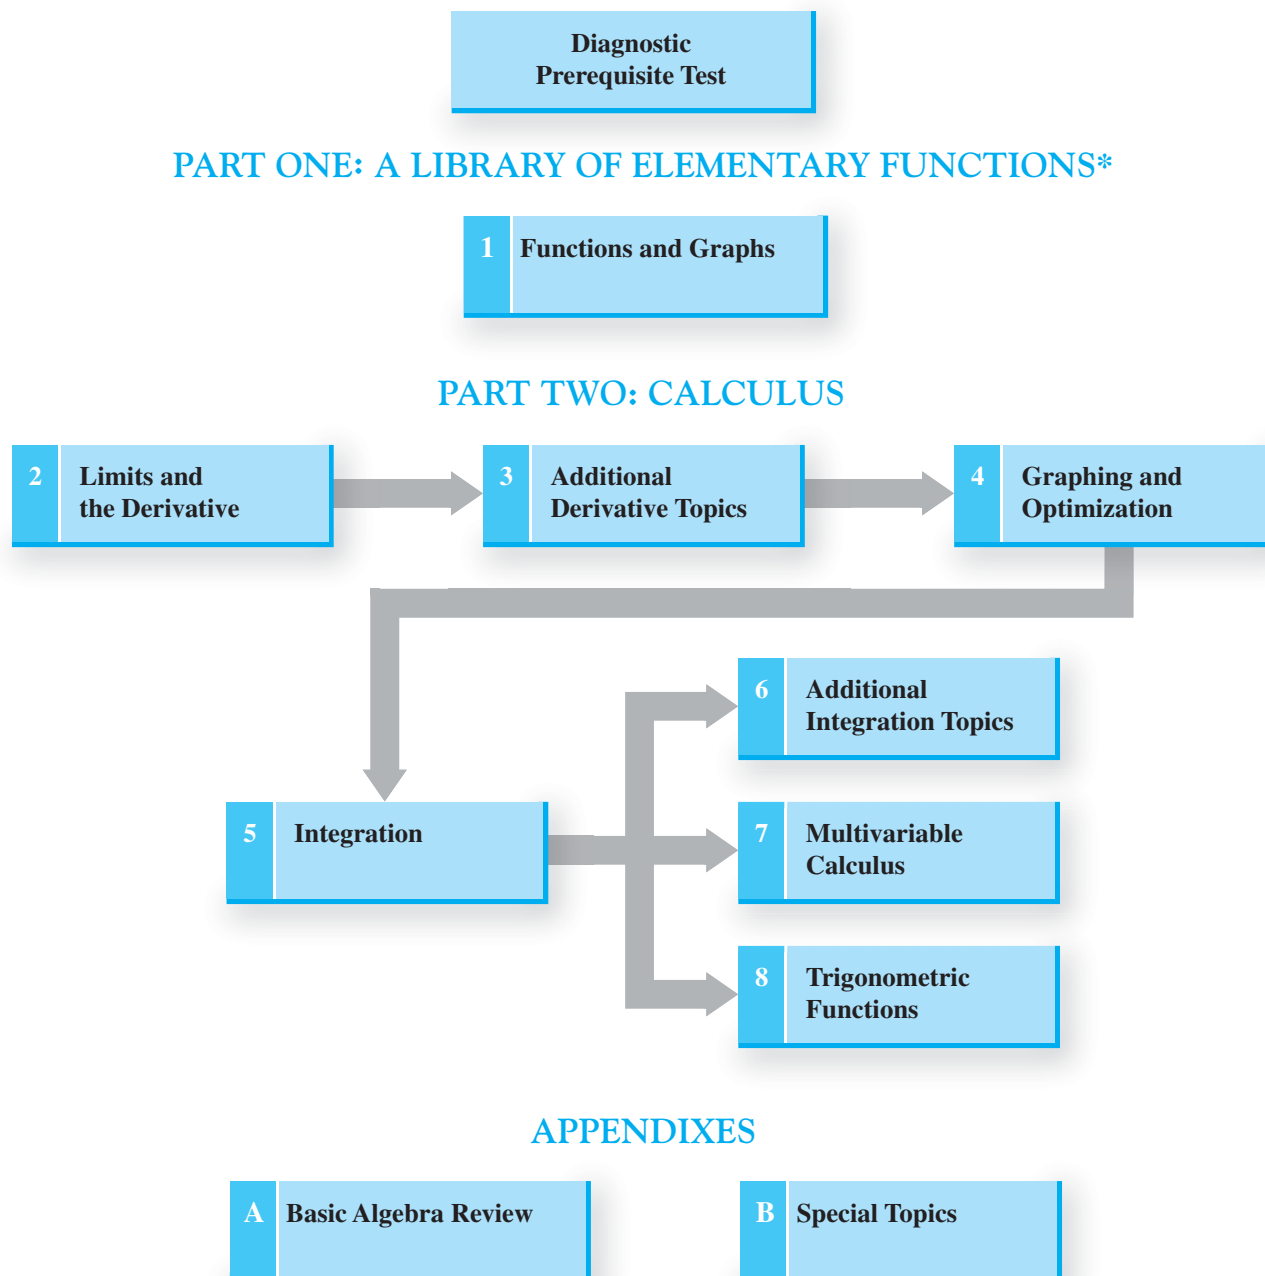 Diagnostic
Prerequisite Test
PART ONE: A LIBRARY OF ELEMENTARY FUNCTIONS*
1 Functions and Graphs
PART TWO: CALCULUS
2 Limits and
the Derivative
3 Additional
Derivative Topics
4 Graphing and
Optimization
6 Additional
Integration Topics
5 Integration
7 Multivariable
Calculus
8 Trigonometric
Functions
APPENDIXES
A Basic Algebra Review
B Special Topics